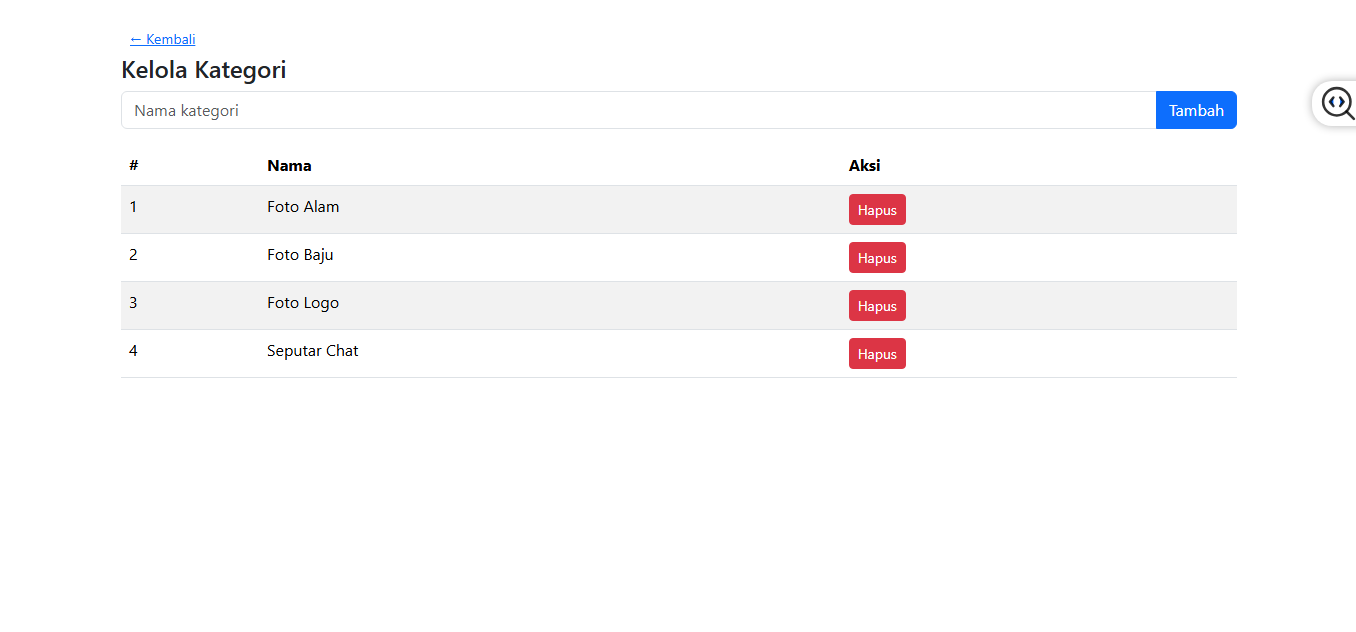 ← Kembali
Kelola Kategori
Nama kategori Tambah
# Nama Aksi
1 Foto Alam Hapus
2 Foto Baju Hapus
3 Foto Logo Hapus
4 Seputar Chat Hapus